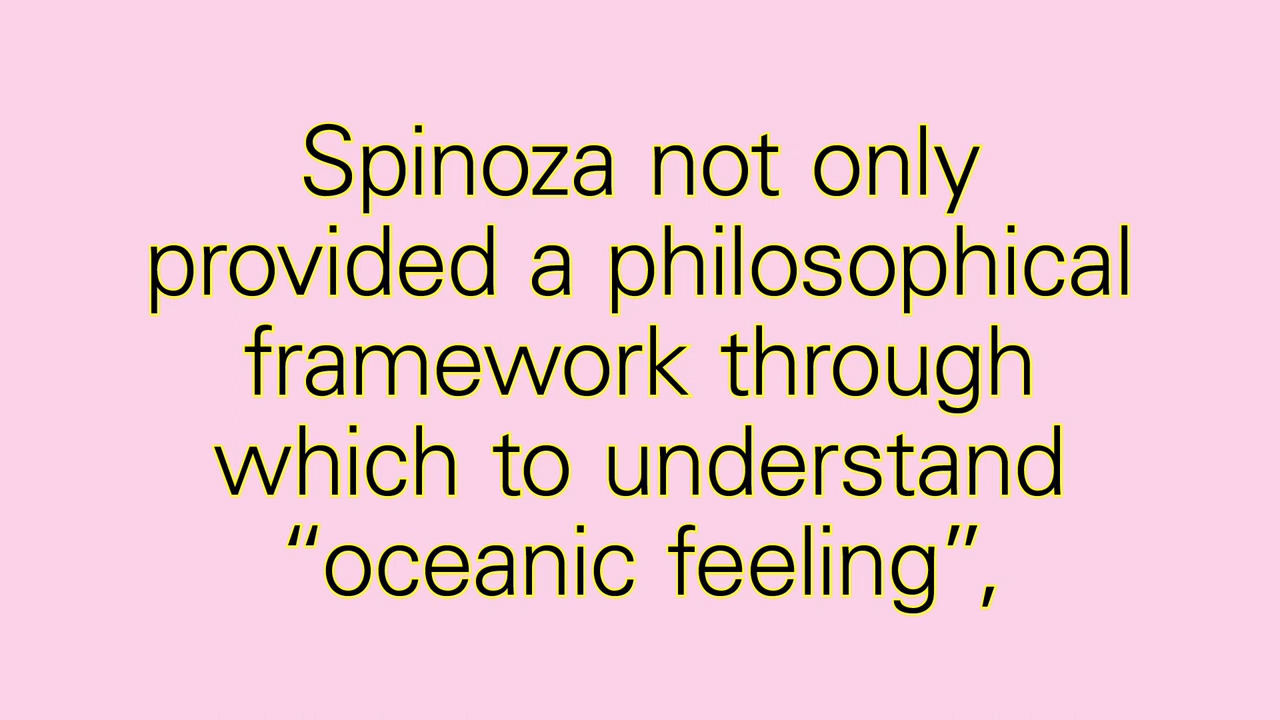 Spinoza not only
provided a philosophical
framework through
which to understand
“oceanic feeling”,